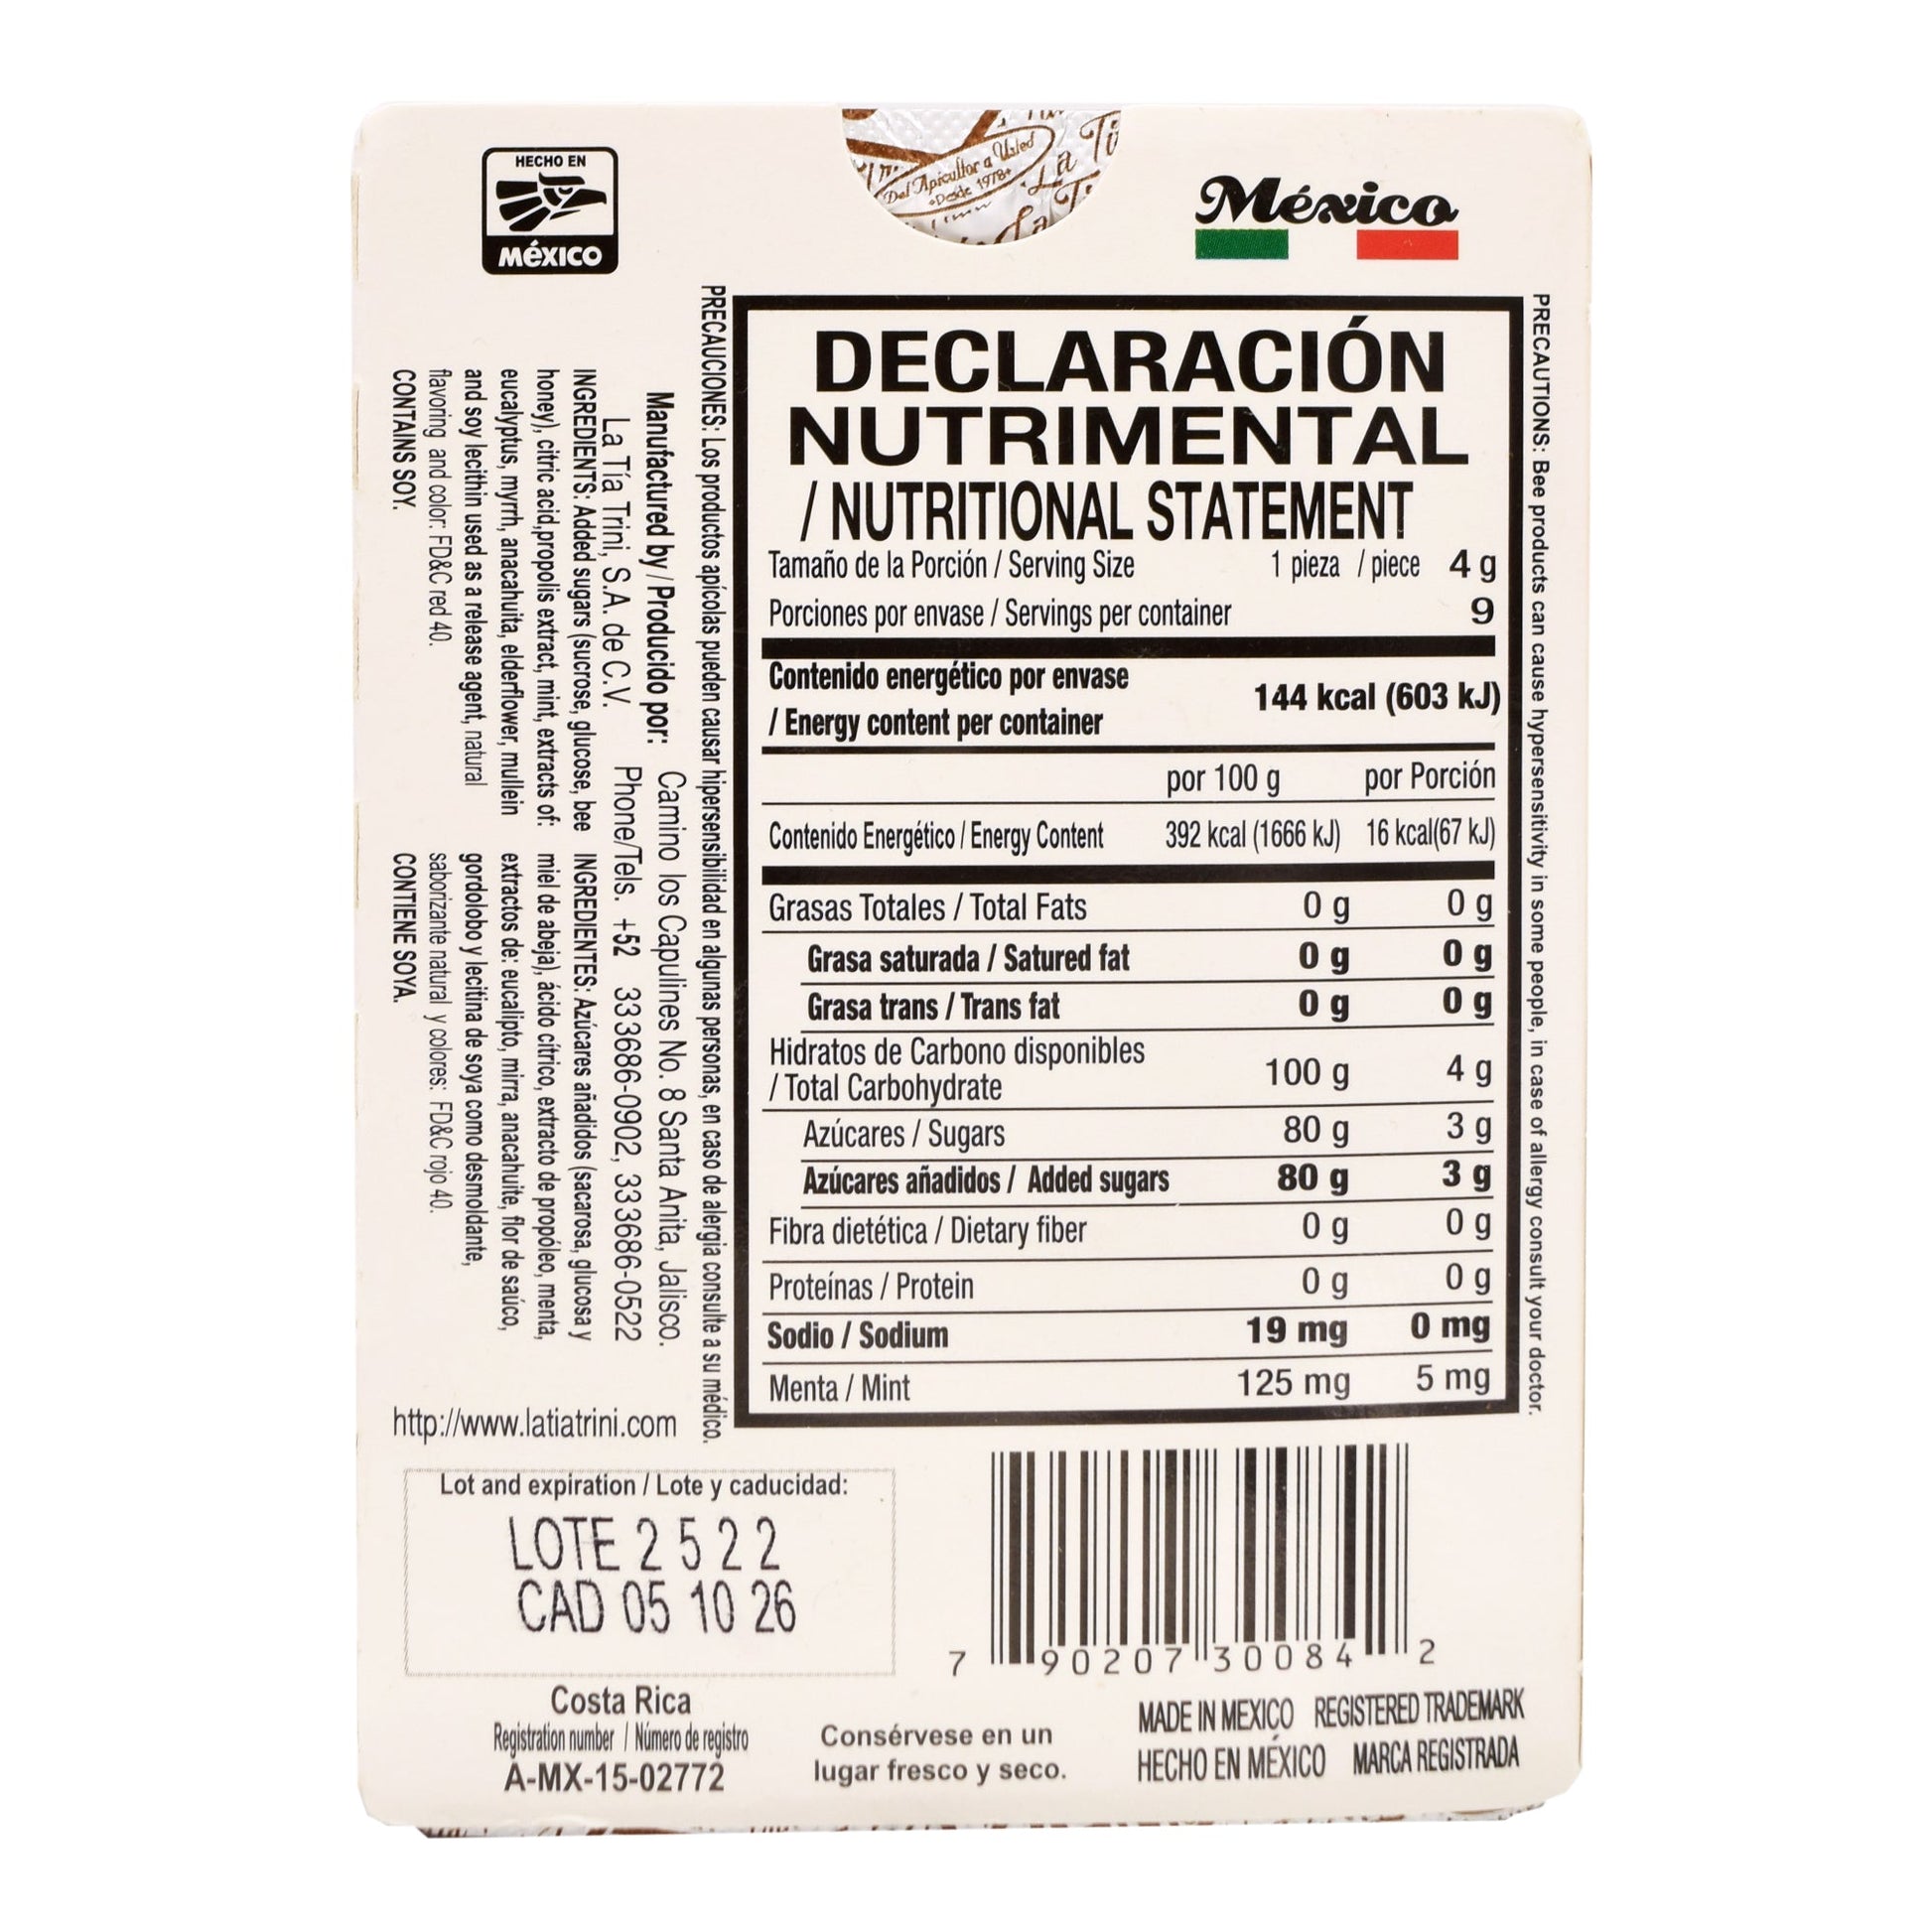 HECHO EN
MéXICO
Del Apicultor a Usted
Desde 1978
La Ti
México
DECLARACIÓN
NUTRIMENTAL
/ NUTRITIONAL STATEMENT
Tamaño de la Porción / Serving Size 1 pieza / piece 4 g
Porciones por envase / Servings per container 9
Contenido energético por envase
/ Energy content per container 144 kcal (603 kJ)
por 100 g por Porción
Contenido Energético / Energy Content 392 kcal (1666 kJ) 16 kcal(67 kJ)
Grasas Totales / Total Fats 0 g 0 g
Grasa saturada / Satured fat 0 g 0 g
Grasa trans / Trans fat 0 g 0 g
Hidratos de Carbono disponibles
/ Total Carbohydrate 100 g 4 g
Azúcares / Sugars 80 g 3 g
Azúcares añadidos / Added sugars 80 g 3 g
Fibra dietética / Dietary fiber 0 g 0 g
Proteínas / Protein 0 g 0 g
Sodio / Sodium 19 mg 0 mg
Menta / Mint 125 mg 5 mg
PRECAUTIONS: Bee products can cause hypersensitivity in some people, in case of allergy consult your doctor.
PRECAUCIONES: Los productos apícolas pueden causar hipersensibilidad en algunas personas, en caso de alergia consulte a su médico.
Manufactured by / Producido por: Camino los Capulines No. 8 Santa Anita, Jalisco.
La Tía Trini, S.A. de C.V. Phone/Tels. +52 333686-0902, 333686-0522
INGREDIENTS: Added sugars (sucrose, glucose, bee
honey), citric acid,propolis extract, mint, extracts of:
eucalyptus, myrrh, anacahuita, elderflower, mullein
and soy lecithin used as a release agent, natural
flavoring and color: FD&C red 40.
CONTAINS SOY.
INGREDIENTES: Azúcares añadidos (sacarosa, glucosa y
miel de abeja), ácido cítrico, extracto de propóleo, menta,
extractos de: eucalipto, mirra, anacahuite, flor de saúco,
gordolobo y lecitina de soya como desmoldante,
saborizante natural y colores: FD&C rojo 40.
CONTIENE SOYA.
http://www.latiatrini.com
Lot and expiration / Lote y caducidad:
LOTE 2522
CAD 05 10 26
7 90207 30084 2
Costa Rica
Registration number / Número de registro
A-MX-15-02772
Consérvese en un
lugar fresco y seco.
MADE IN MEXICO REGISTERED TRADEMARK
HECHO EN MÉXICO MARCA REGISTRADA